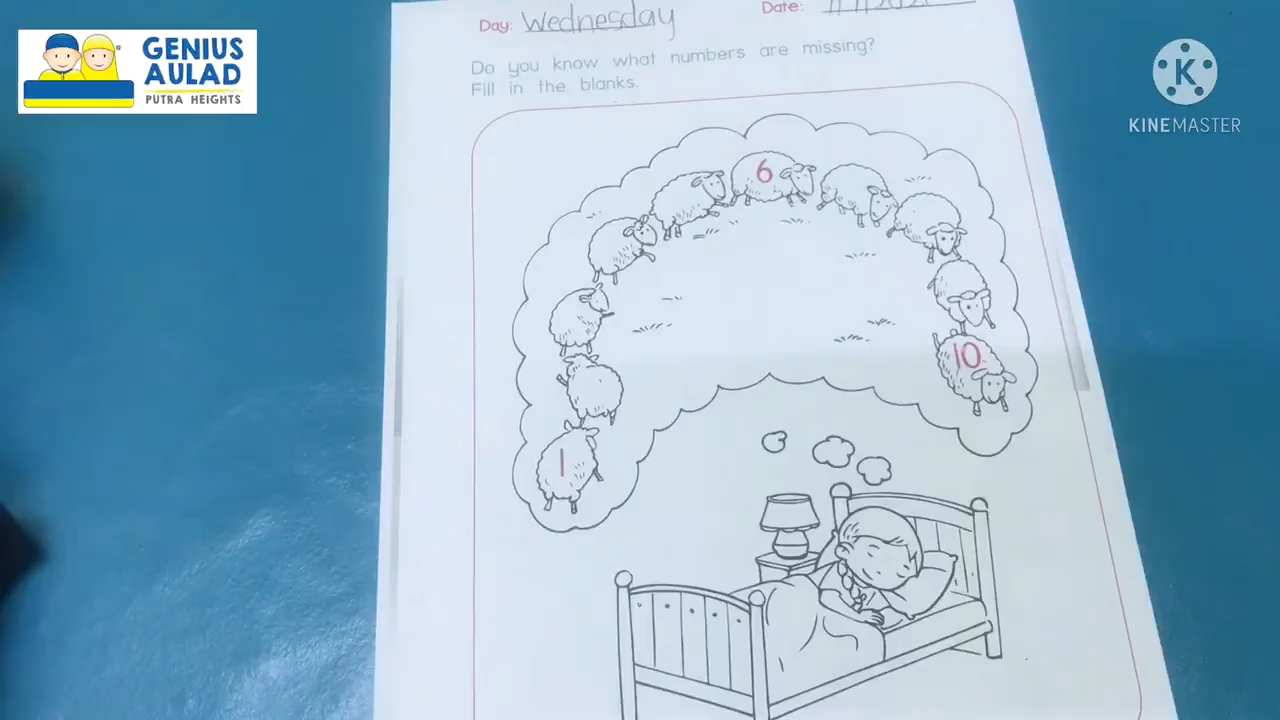 GENIUS
AULAD
PUTRA HEIGHTS
K
KINEMASTER
Day: Wednesday
Date:
Do you know what numbers are missing?
Fill in the blanks.
6
10
1